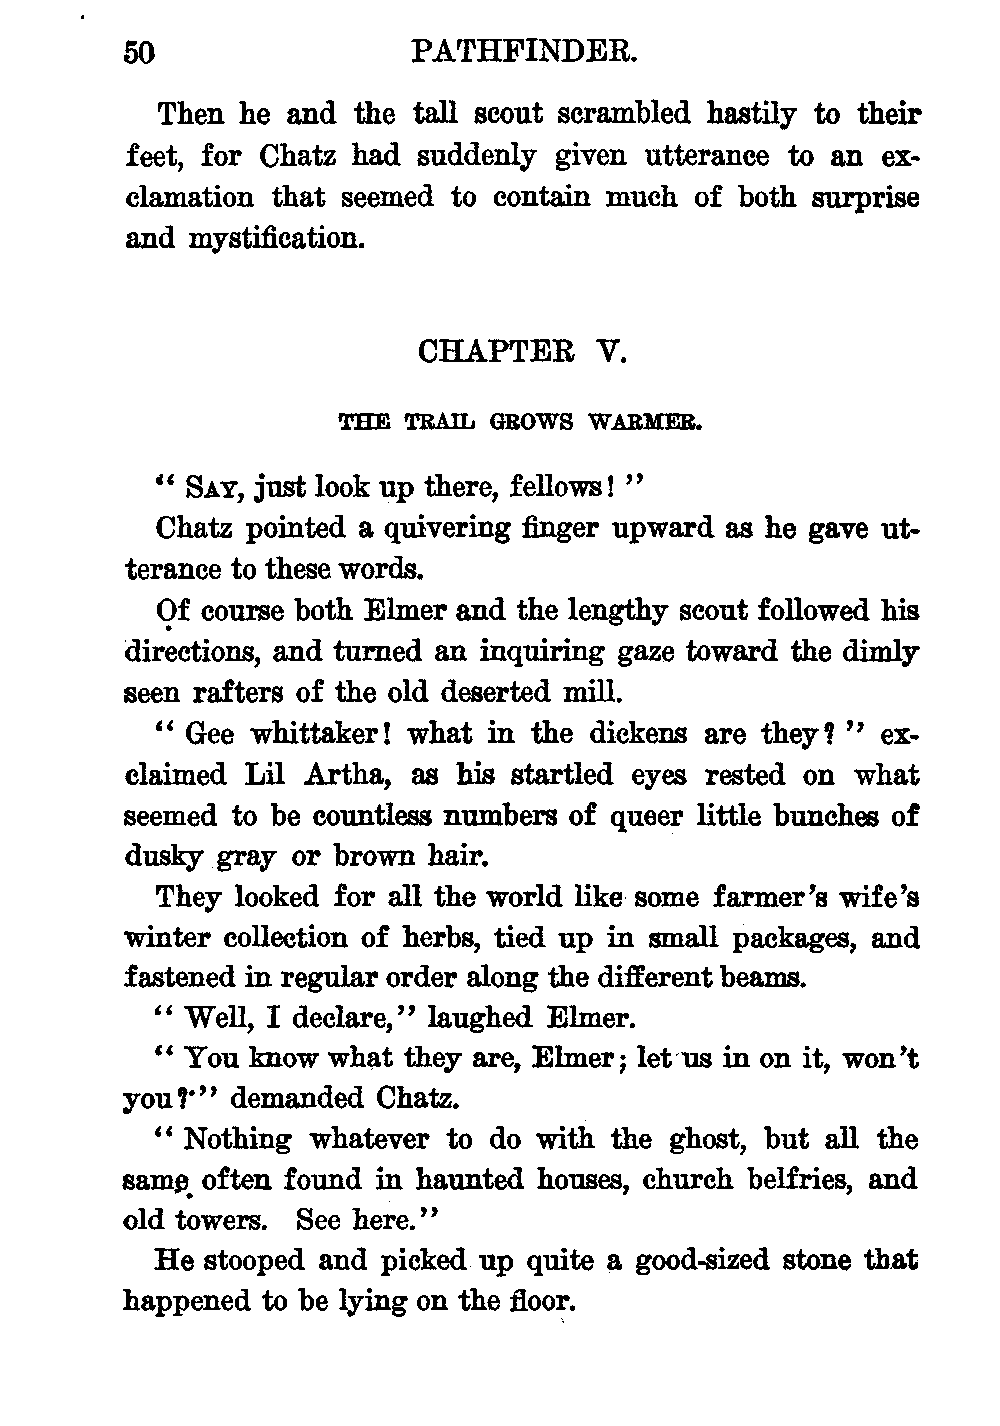 50 PATHFINDER.
Then he and the tall scout scrambled hastily to their
feet, for Chatz had suddenly given utterance to an ex-
clamation that seemed to contain much of both surprise
and mystification.
CHAPTER V.
THE TRAIL GROWS WARMER.
“ SAY, just look up there, fellows! ”
Chatz pointed a quivering finger upward as he gave ut-
terance to these words.
Of course both Elmer and the lengthy scout followed his
directions, and turned an inquiring gaze toward the dimly
seen rafters of the old deserted mill.
“ Gee whittaker! what in the dickens are they? ” ex-
claimed Lil Artha, as his startled eyes rested on what
seemed to be countless numbers of queer little bunches of
dusky gray or brown hair.
They looked for all the world like some farmer’s wife’s
winter collection of herbs, tied up in small packages, and
fastened in regular order along the different beams.
“ Well, I declare,” laughed Elmer.
“ You know what they are, Elmer; let us in on it, won’t
you?” demanded Chatz.
“ Nothing whatever to do with the ghost, but all the
same often found in haunted houses, church belfries, and
old towers. See here.”
He stooped and picked up quite a good-sized stone that
happened to be lying on the floor.